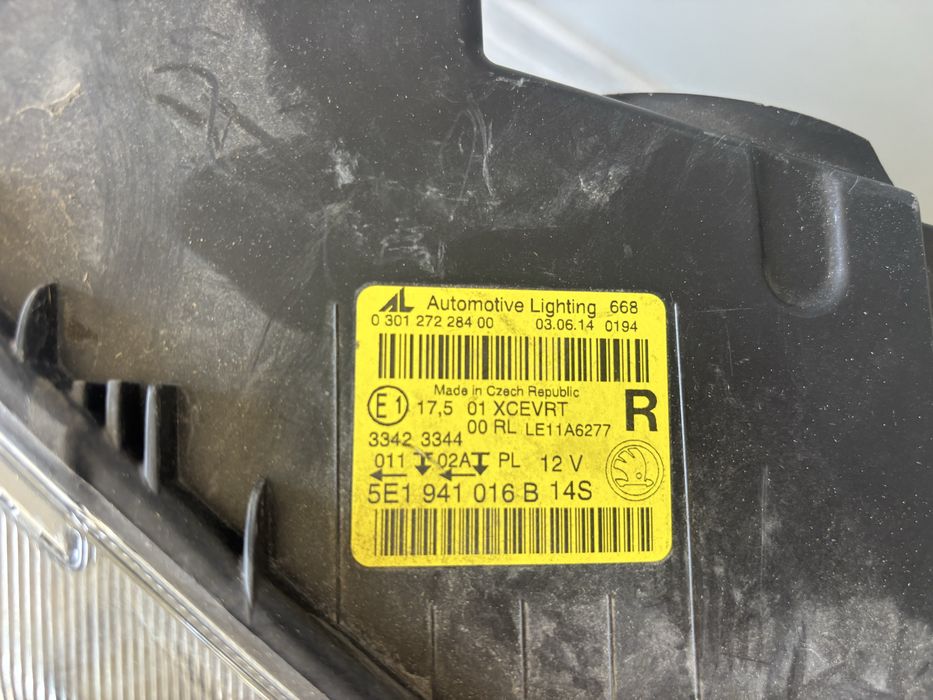 AL Automotive Lighting 668
0 301 272 284 00 03.06.14 0194
Made in Czech Republic
E1 17,5 01 XCEVRT R
00 RL LE11A6277
3342 3344
011 02A PL 12 V
5E1 941 016 B 14S